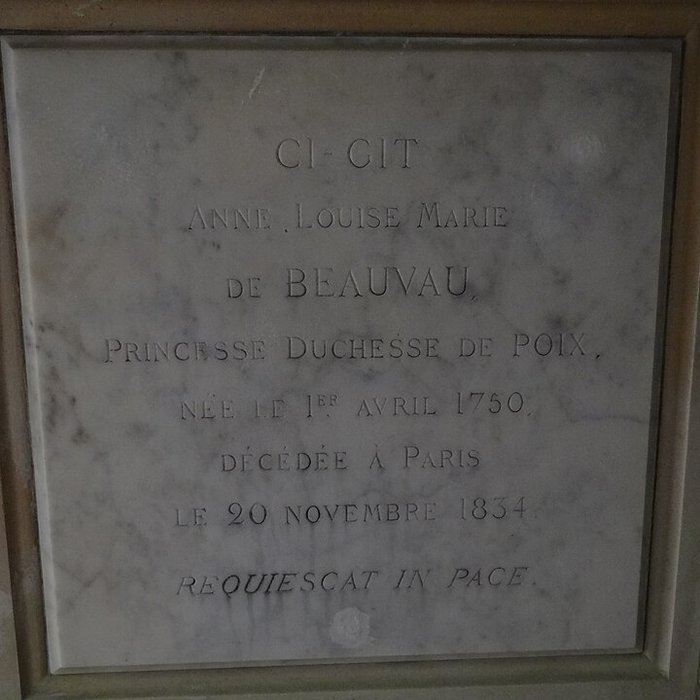 CI-GIT
ANNE LOUISE MARIE
DE BEAUVAU,
PRINCESSE DUCHESSE DE POIX,
NÉE LE 1ER AVRIL 1750,
DÉCÉDÉE À PARIS
LE 20 NOVEMBRE 1834.
REQUIESCAT IN PACE.